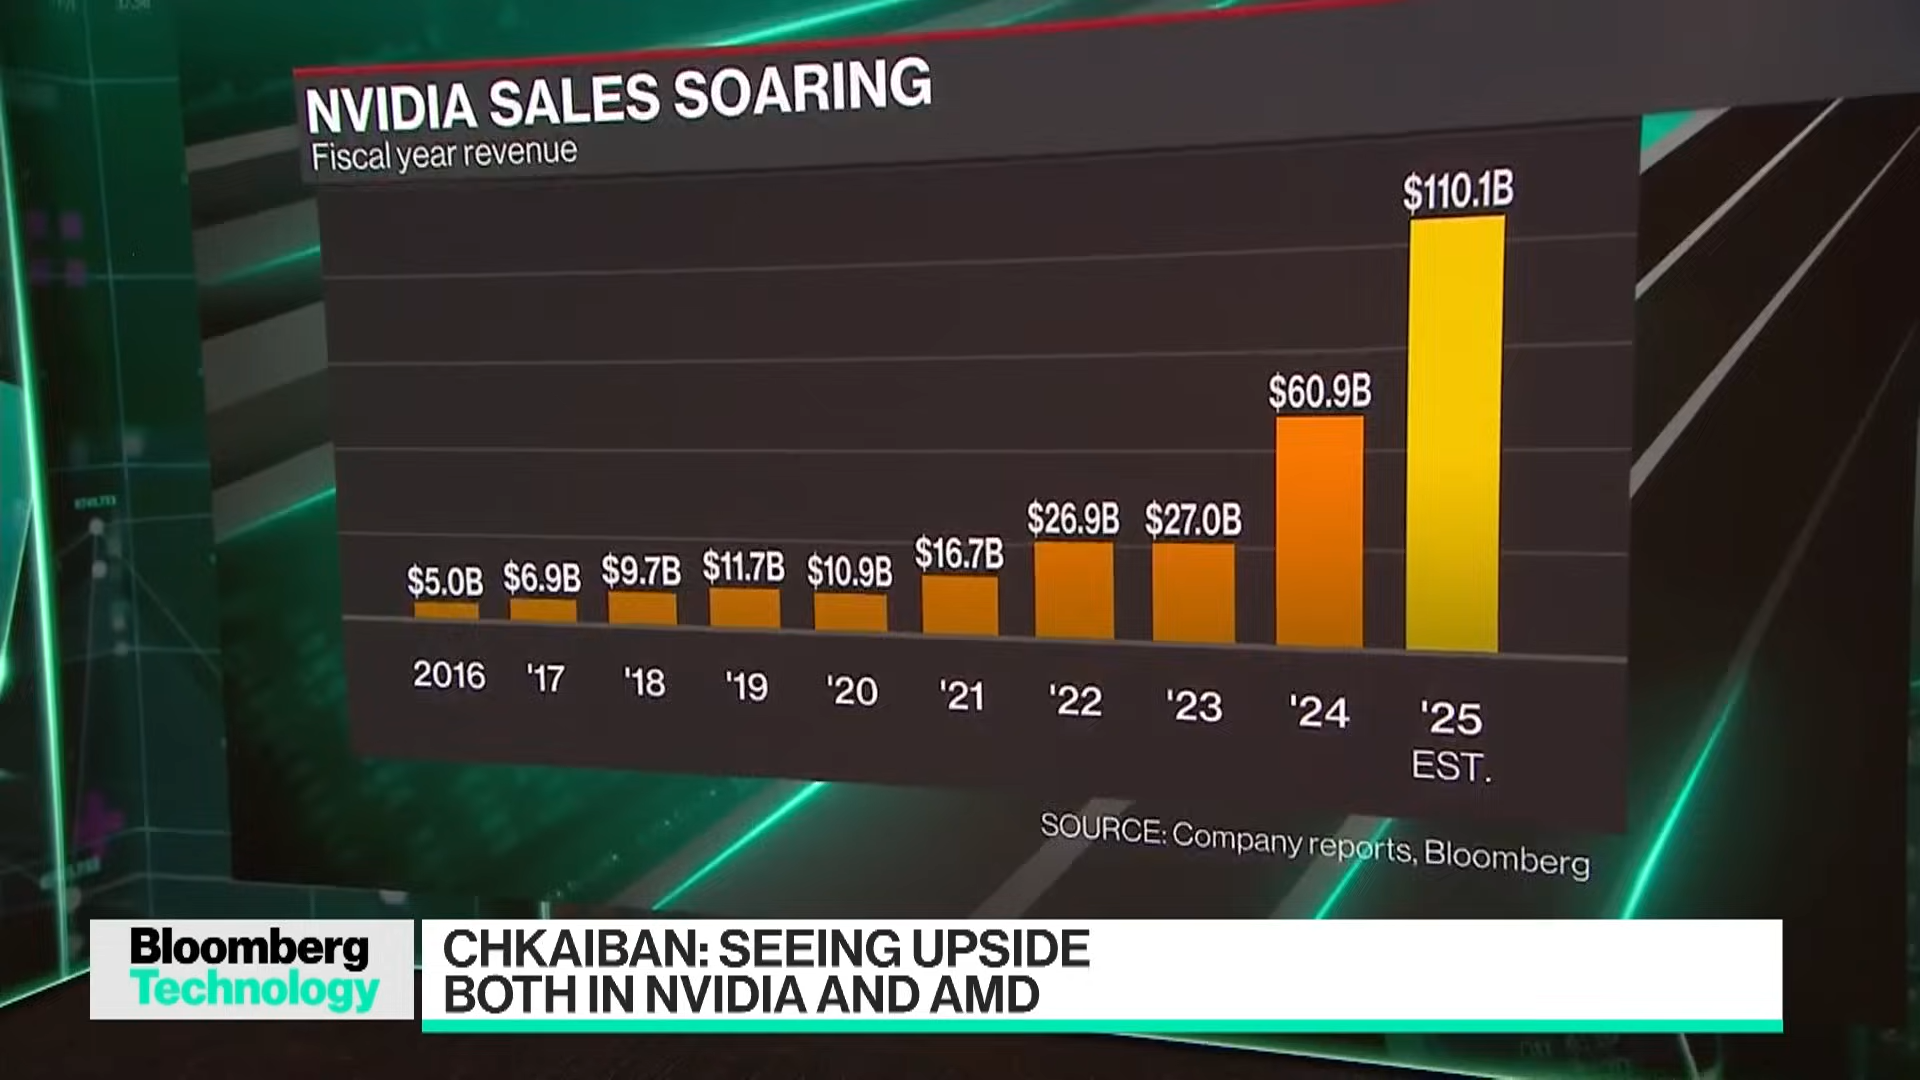 NVIDIA SALES SOARING
Fiscal year revenue
$5.0B $6.9B $9.7B $11.7B $10.9B $16.7B $26.9B $27.0B $60.9B $110.1B
2016 '17 '18 '19 '20 '21 '22 '23 '24 '25
EST.
SOURCE: Company reports, Bloomberg
Bloomberg
Technology
CHKAIBAN: SEEING UPSIDE
BOTH IN NVIDIA AND AMD